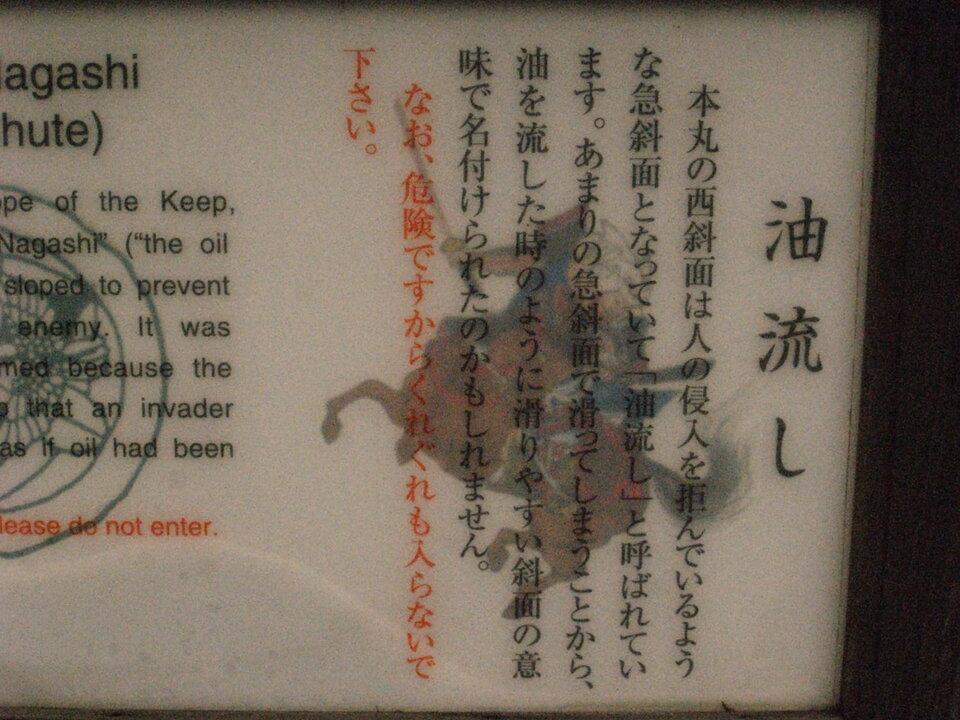 油流し
本丸の西斜面は人の侵入を拒んでいるよう
な急斜面となっていて「油流し」と呼ばれてい
ます。あまりの急斜面で滑ってしまうことから、
油を流した時のように滑りやすい斜面の意
味で名付けられたのかもしれません。
なお、危険ですからくれぐれも入らないで
下さい。
Nagashi
hute)
ope of the Keep,
Nagashi” (“the oil
sloped to prevent
enemy. It was
med because the
o that an invader
as if oil had been
lease do not enter.